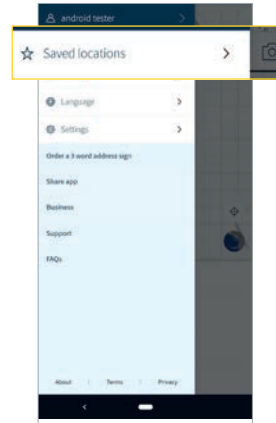 android tester
Saved locations
Language
Settings
Order a 3 word address sign
Share app
Business
Support
FAQs
About
Terms
Privacy